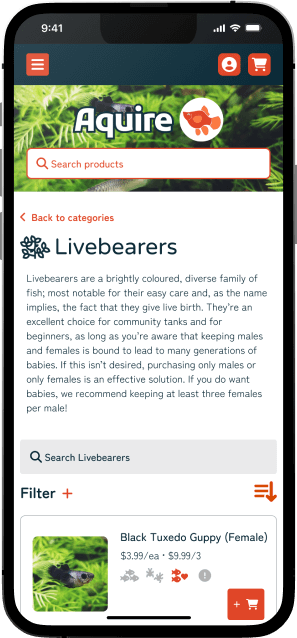 9:41
Aquire
Search products
Back to categories
Livebearers
Livebearers are a brightly coloured, diverse family of
fish; most notable for their easy care and, as the name
implies, the fact that they give live birth. They're an
excellent choice for community tanks and for
beginners, as long as you're aware that keeping males
and females is bound to lead to many generations of
babies. If this isn't desired, purchasing only males or
only females is an effective solution. If you do want
babies, we recommend keeping at least three females
per male!
Search Livebearers
Filter +
Black Tuxedo Guppy (Female)
$3.99/ea • $9.99/3
+